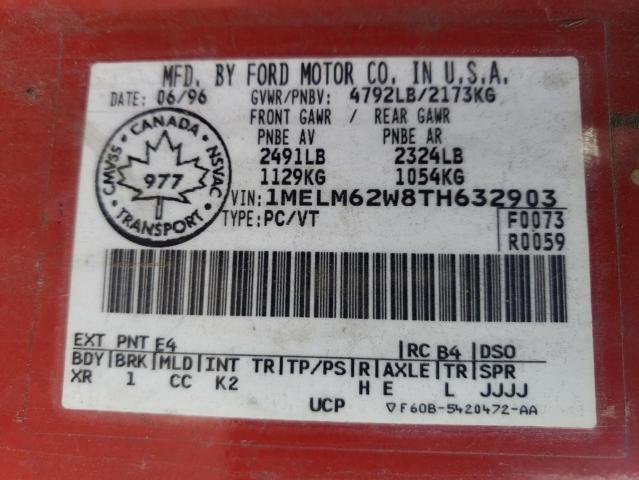 MFD. BY FORD MOTOR CO. IN U.S.A.
DATE: 06/96 GVWR/PNBV: 4792LB/2173KG
FRONT GAWR / REAR GAWR
PNBE AV PNBE AR
2491LB 2324LB
1129KG 1054KG
CANADA
CMVSS NSVAC
977
TRANSPORT
VIN: 1MELM62W8TH632903
TYPE: PC/VT F0073
R0059
EXT PNT E4 RC B4 DSO
BDY BRK MLD INT TR TP/PS R AXLE TR SPR
XR 1 CC K2 H E L JJJJ
UCP ▽F60B-5420472-AA